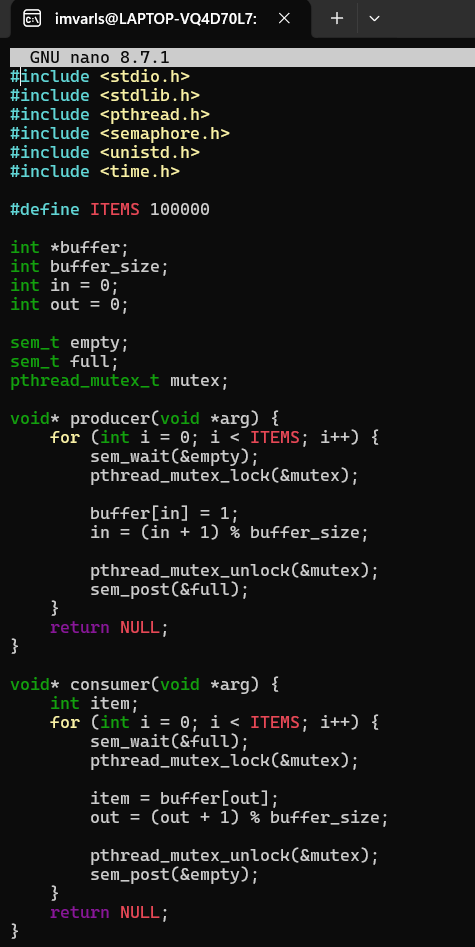 imvarls@LAPTOP-VQ4D70L7:
GNU nano 8.7.1
#include <stdio.h>
#include <stdlib.h>
#include <pthread.h>
#include <semaphore.h>
#include <unistd.h>
#include <time.h>

#define ITEMS 100000

int *buffer;
int buffer_size;
int in = 0;
int out = 0;

sem_t empty;
sem_t full;
pthread_mutex_t mutex;

void* producer(void *arg) {
    for (int i = 0; i < ITEMS; i++) {
        sem_wait(&empty);
        pthread_mutex_lock(&mutex);

        buffer[in] = 1;
        in = (in + 1) % buffer_size;

        pthread_mutex_unlock(&mutex);
        sem_post(&full);
    }
    return NULL;
}

void* consumer(void *arg) {
    int item;
    for (int i = 0; i < ITEMS; i++) {
        sem_wait(&full);
        pthread_mutex_lock(&mutex);

        item = buffer[out];
        out = (out + 1) % buffer_size;

        pthread_mutex_unlock(&mutex);
        sem_post(&empty);
    }
    return NULL;
}